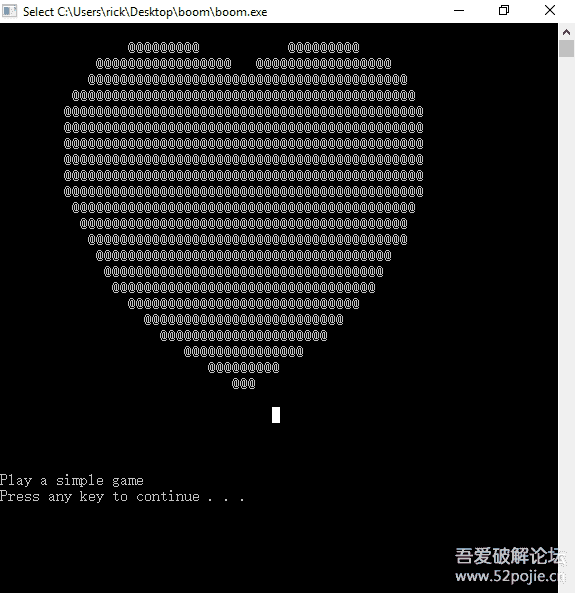 Select C:\Users\rick\Desktop\boom\boom.exe
Play a simple game
Press any key to continue . . .
吾爱破解论坛
www.52pojie.cn